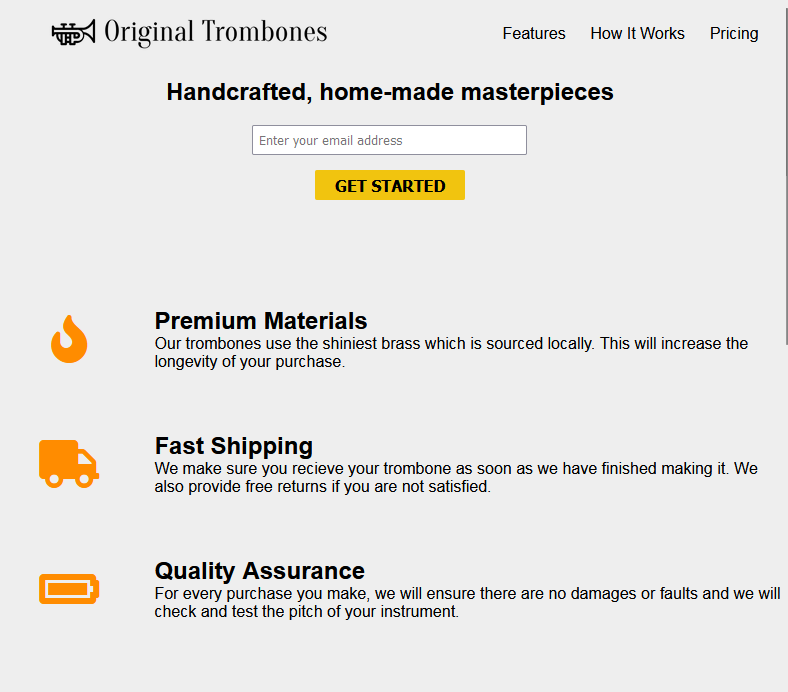 Original Trombones
Features How It Works Pricing
Handcrafted, home-made masterpieces
Enter your email address
GET STARTED
Premium Materials
Our trombones use the shiniest brass which is sourced locally. This will increase the
longevity of your purchase.
Fast Shipping
We make sure you recieve your trombone as soon as we have finished making it. We
also provide free returns if you are not satisfied.
Quality Assurance
For every purchase you make, we will ensure there are no damages or faults and we will
check and test the pitch of your instrument.